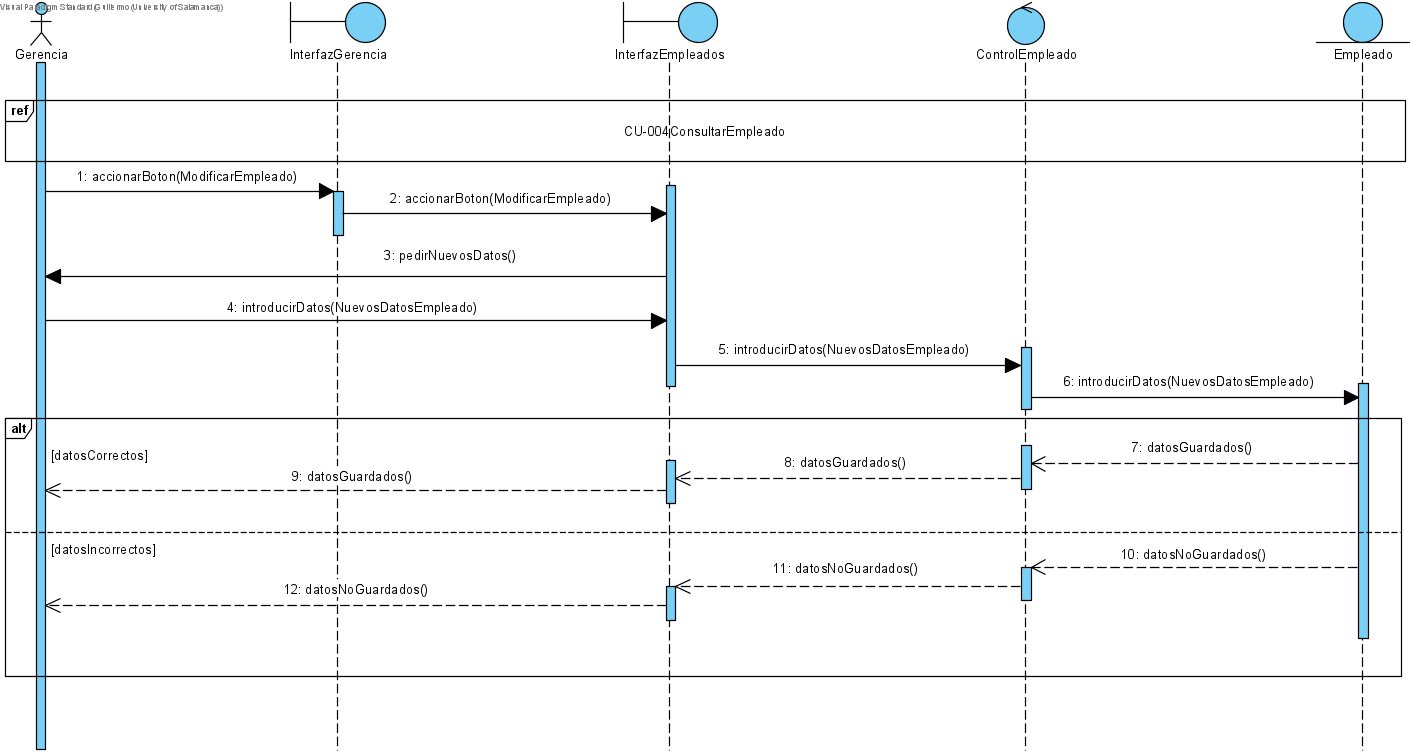 Visual Paradigm Standard(Guillermo (University of Salamanca))
Gerencia
InterfazGerencia
InterfazEmpleados
ControlEmpleado
Empleado
ref
CU-004ConsultarEmpleado
1: accionarBoton(ModificarEmpleado)
2: accionarBoton(ModificarEmpleado)
3: pedirNuevosDatos()
4: introducirDatos(NuevosDatosEmpleado)
5: introducirDatos(NuevosDatosEmpleado)
6: introducirDatos(NuevosDatosEmpleado)
alt
[datosCorrectos]
7: datosGuardados()
8: datosGuardados()
9: datosGuardados()
[datosIncorrectos]
10: datosNoGuardados()
11: datosNoGuardados()
12: datosNoGuardados()